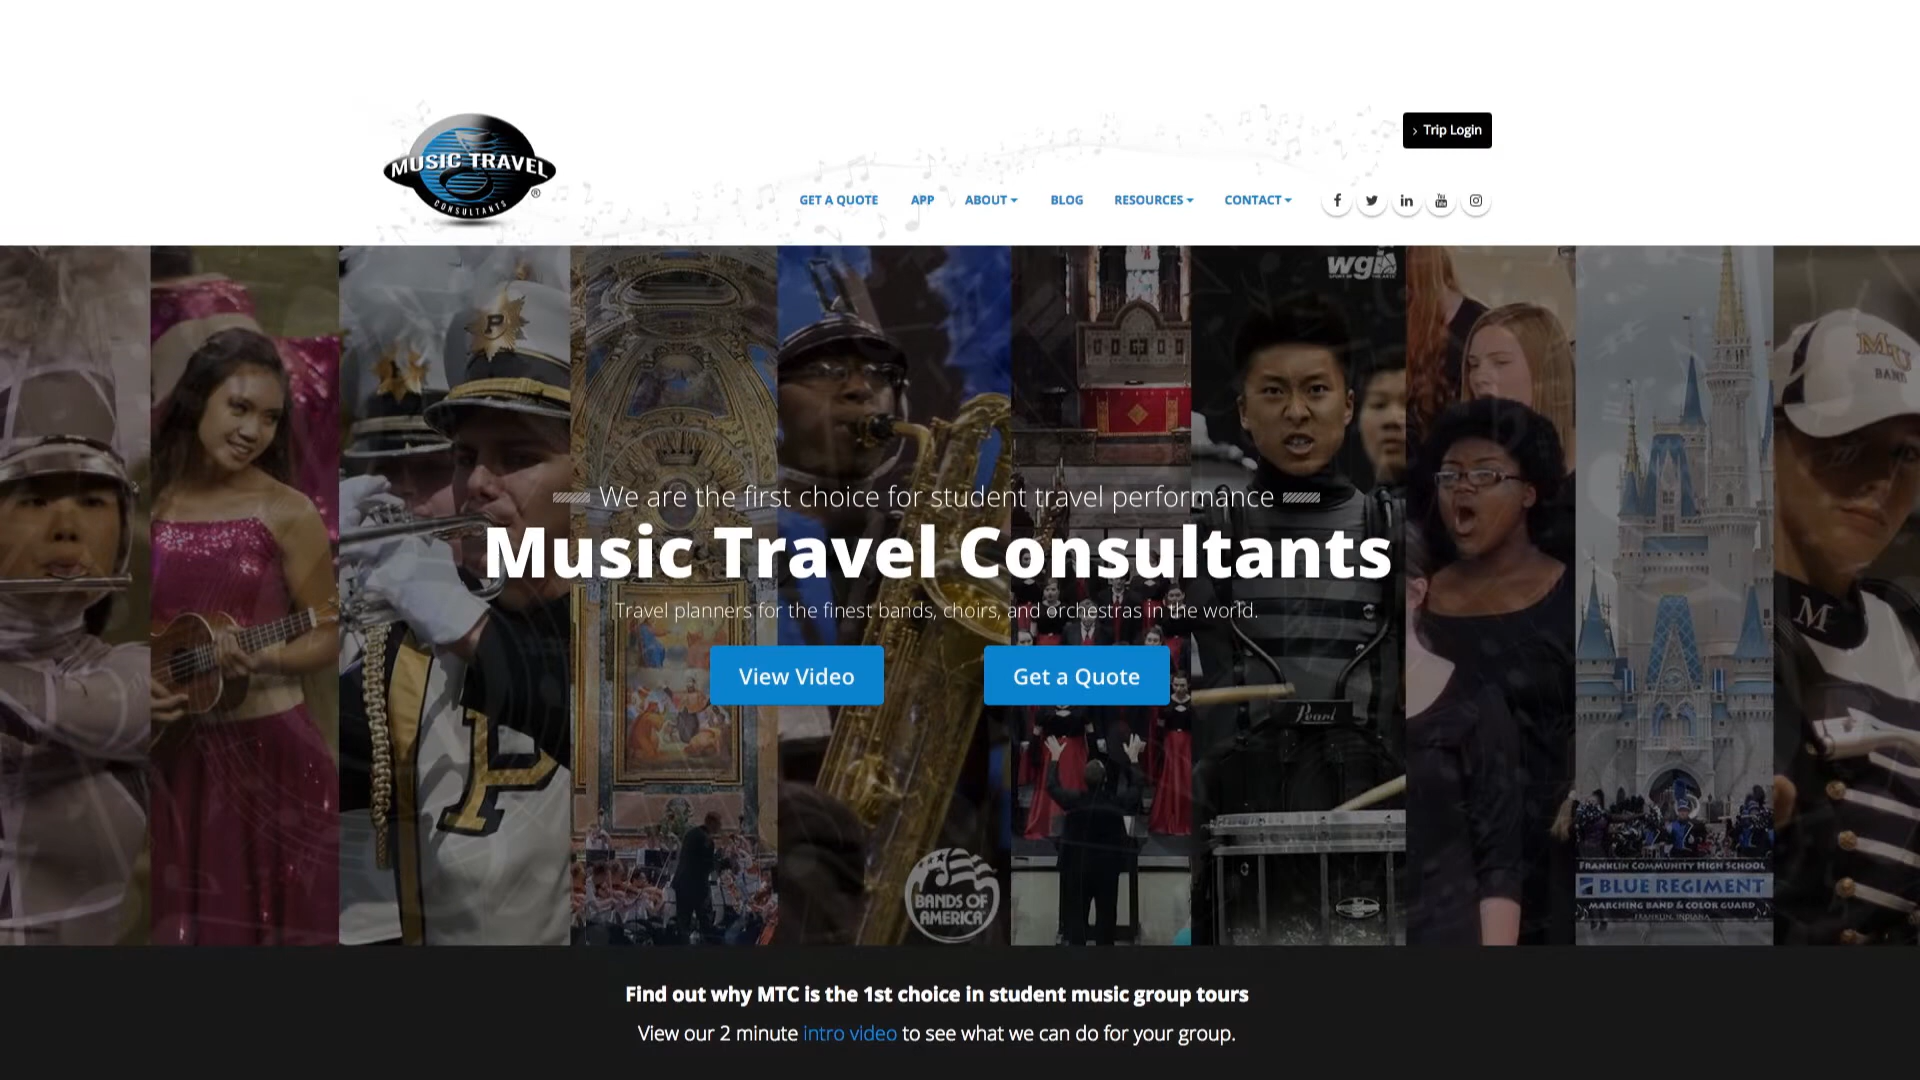 MUSIC TRAVEL
CONSULTANTS
®
Trip Login
GET A QUOTE
APP
ABOUT
BLOG
RESOURCES
CONTACT
wgi
We are the first choice for student travel performance
Music Travel Consultants
Travel planners for the finest bands, choirs, and orchestras in the world.
View Video
Get a Quote
P
P
BAND
M
Pearl
BANDS OF
AMERICA
FRANKLIN COMMUNITY HIGH SCHOOL
BLUE REGIMENT
MARCHING BAND & COLOR GUARD
FRANKLIN, INDIANA
Find out why MTC is the 1st choice in student music group tours
View our 2 minute intro video to see what we can do for your group.